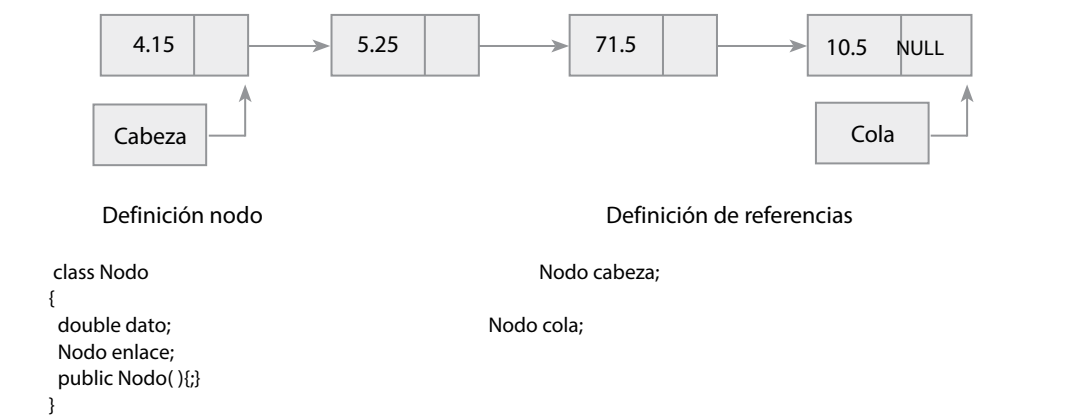 4.15 5.25 71.5 10.5 NULL
Cabeza Cola
Definición nodo
Definición de referencias
class Nodo
{
double dato;
Nodo enlace;
public Nodo( ){;}
}
Nodo cabeza;
Nodo cola;